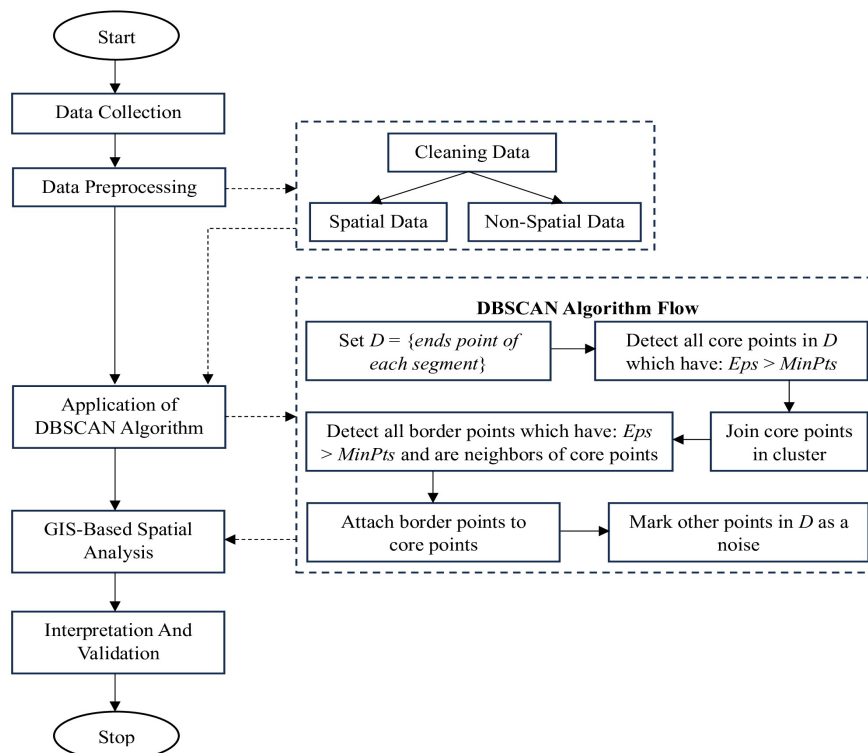 Start
Data Collection
Data Preprocessing
Cleaning Data
Spatial Data
Non-Spatial Data
DBSCAN Algorithm Flow
Set D = {ends point of
each segment}
Detect all core points in D
which have: Eps > MinPts
Application of
DBSCAN Algorithm
Detect all border points which have: Eps
> MinPts and are neighbors of core points
Join core points
in cluster
GIS-Based Spatial
Analysis
Attach border points to
core points
Mark other points in D as a
noise
Interpretation And
Validation
Stop